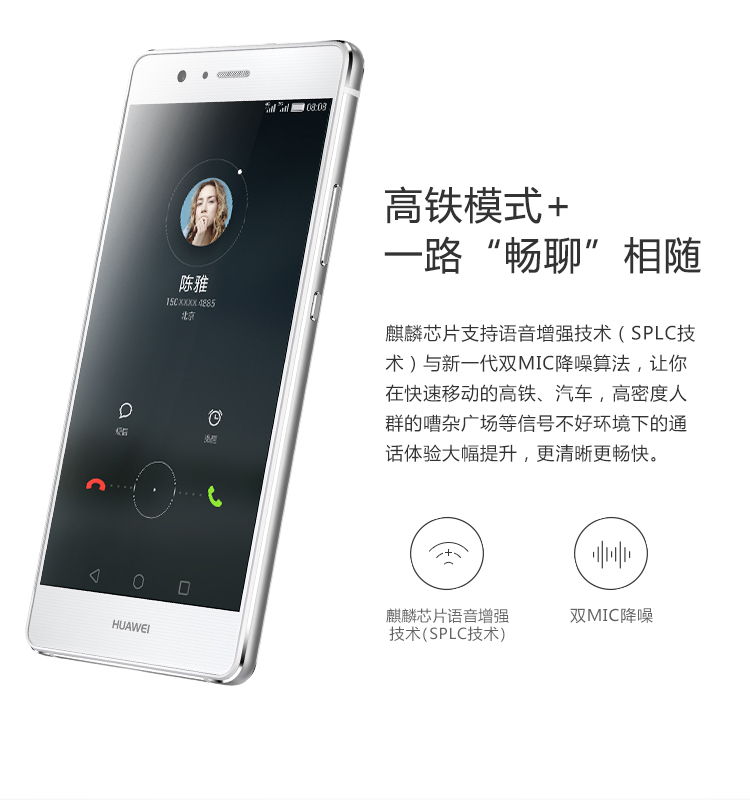 08:08
陈雅
150XXXX 4885
北京
短信
提醒
HUAWEI
高铁模式+
一路“畅聊”相随
麒麟芯片支持语音增强技术（SPLC技
术）与新一代双MIC降噪算法，让你
在快速移动的高铁、汽车，高密度人
群的嘈杂广场等信号不好环境下的通
话体验大幅提升，更清晰更畅快。
麒麟芯片语音增强
技术(SPLC技术)
双MIC降噪